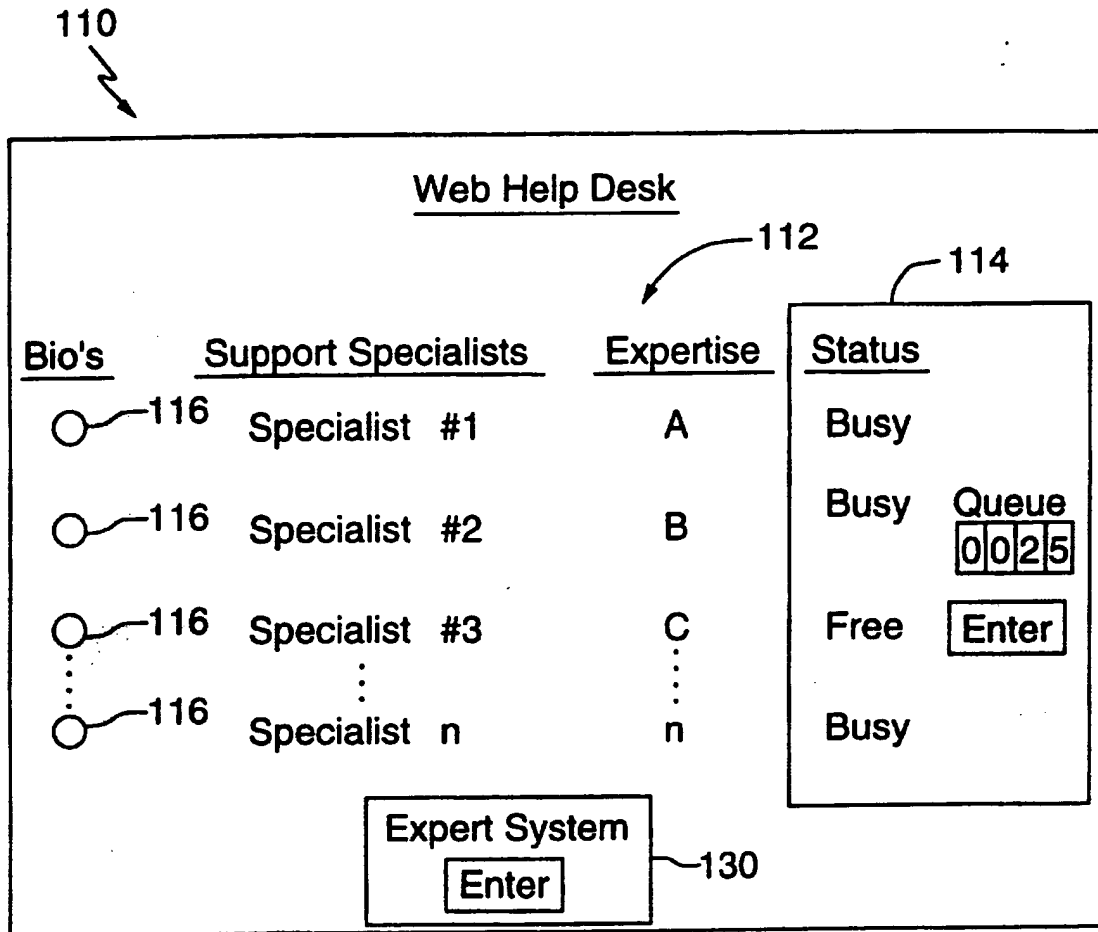 110
Web Help Desk
112
114
Bio's Support Specialists Expertise Status
116 Specialist #1 A Busy
116 Specialist #2 B Busy Queue
0025
116 Specialist #3 C Free Enter
116 Specialist n n Busy
Expert System
Enter
130